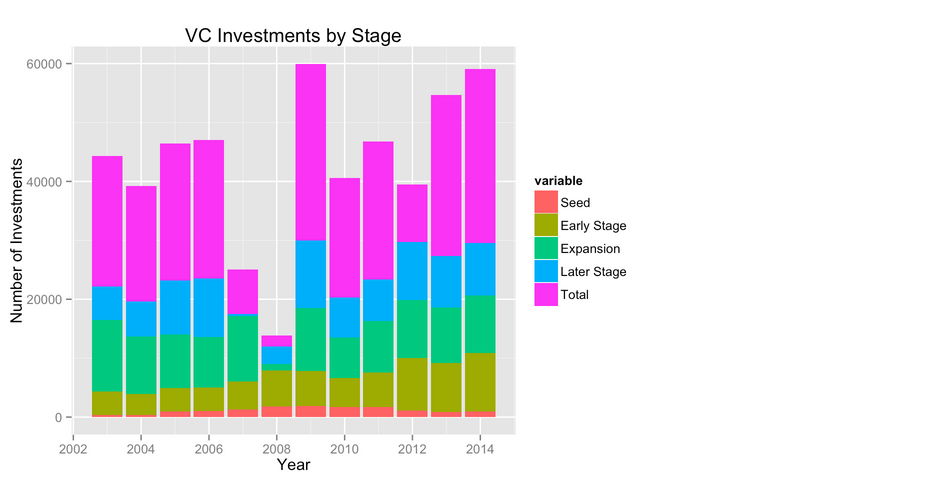 VC Investments by Stage
Number of Investments
60000
40000
20000
0
2002 2004 2006 2008 2010 2012 2014
Year
variable
Seed
Early Stage
Expansion
Later Stage
Total